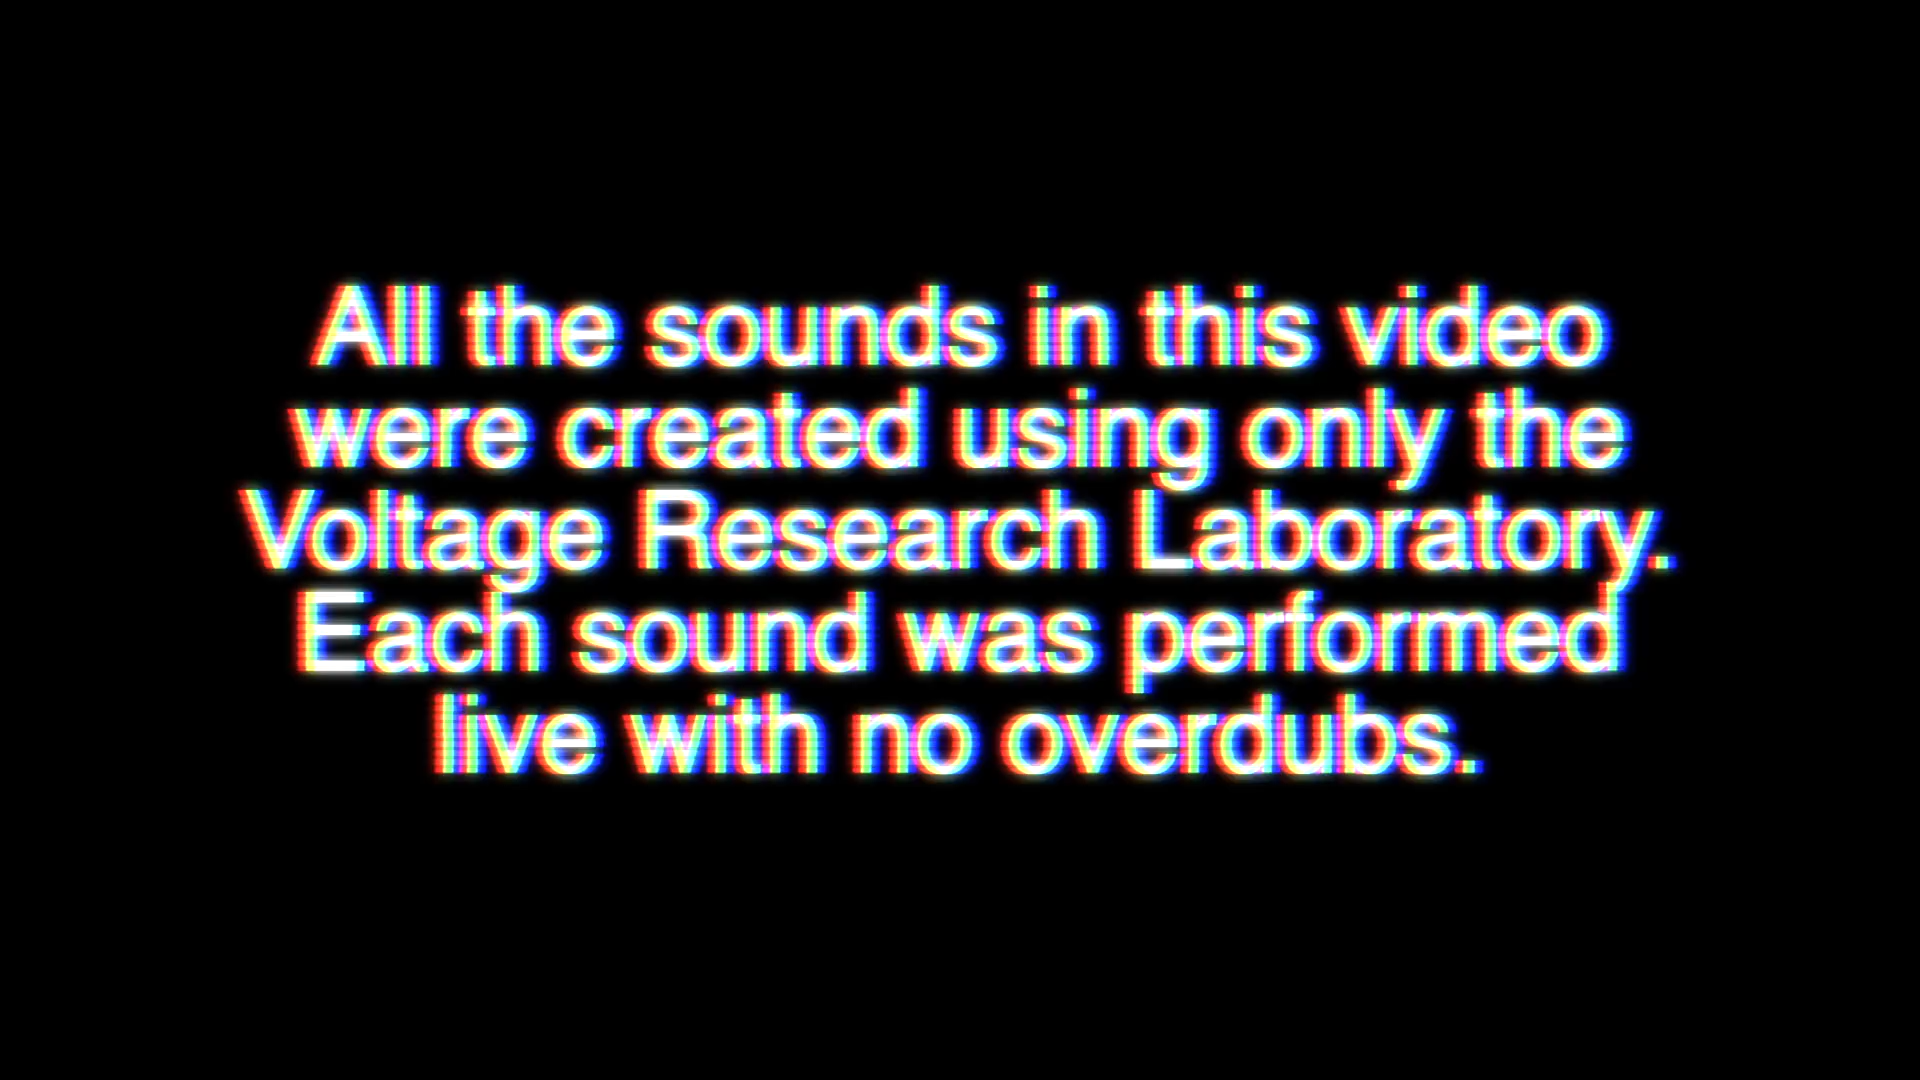 All the sounds in this video
were created using only the
Voltage Research Laboratory.
Each sound was performed
live with no overdubs.